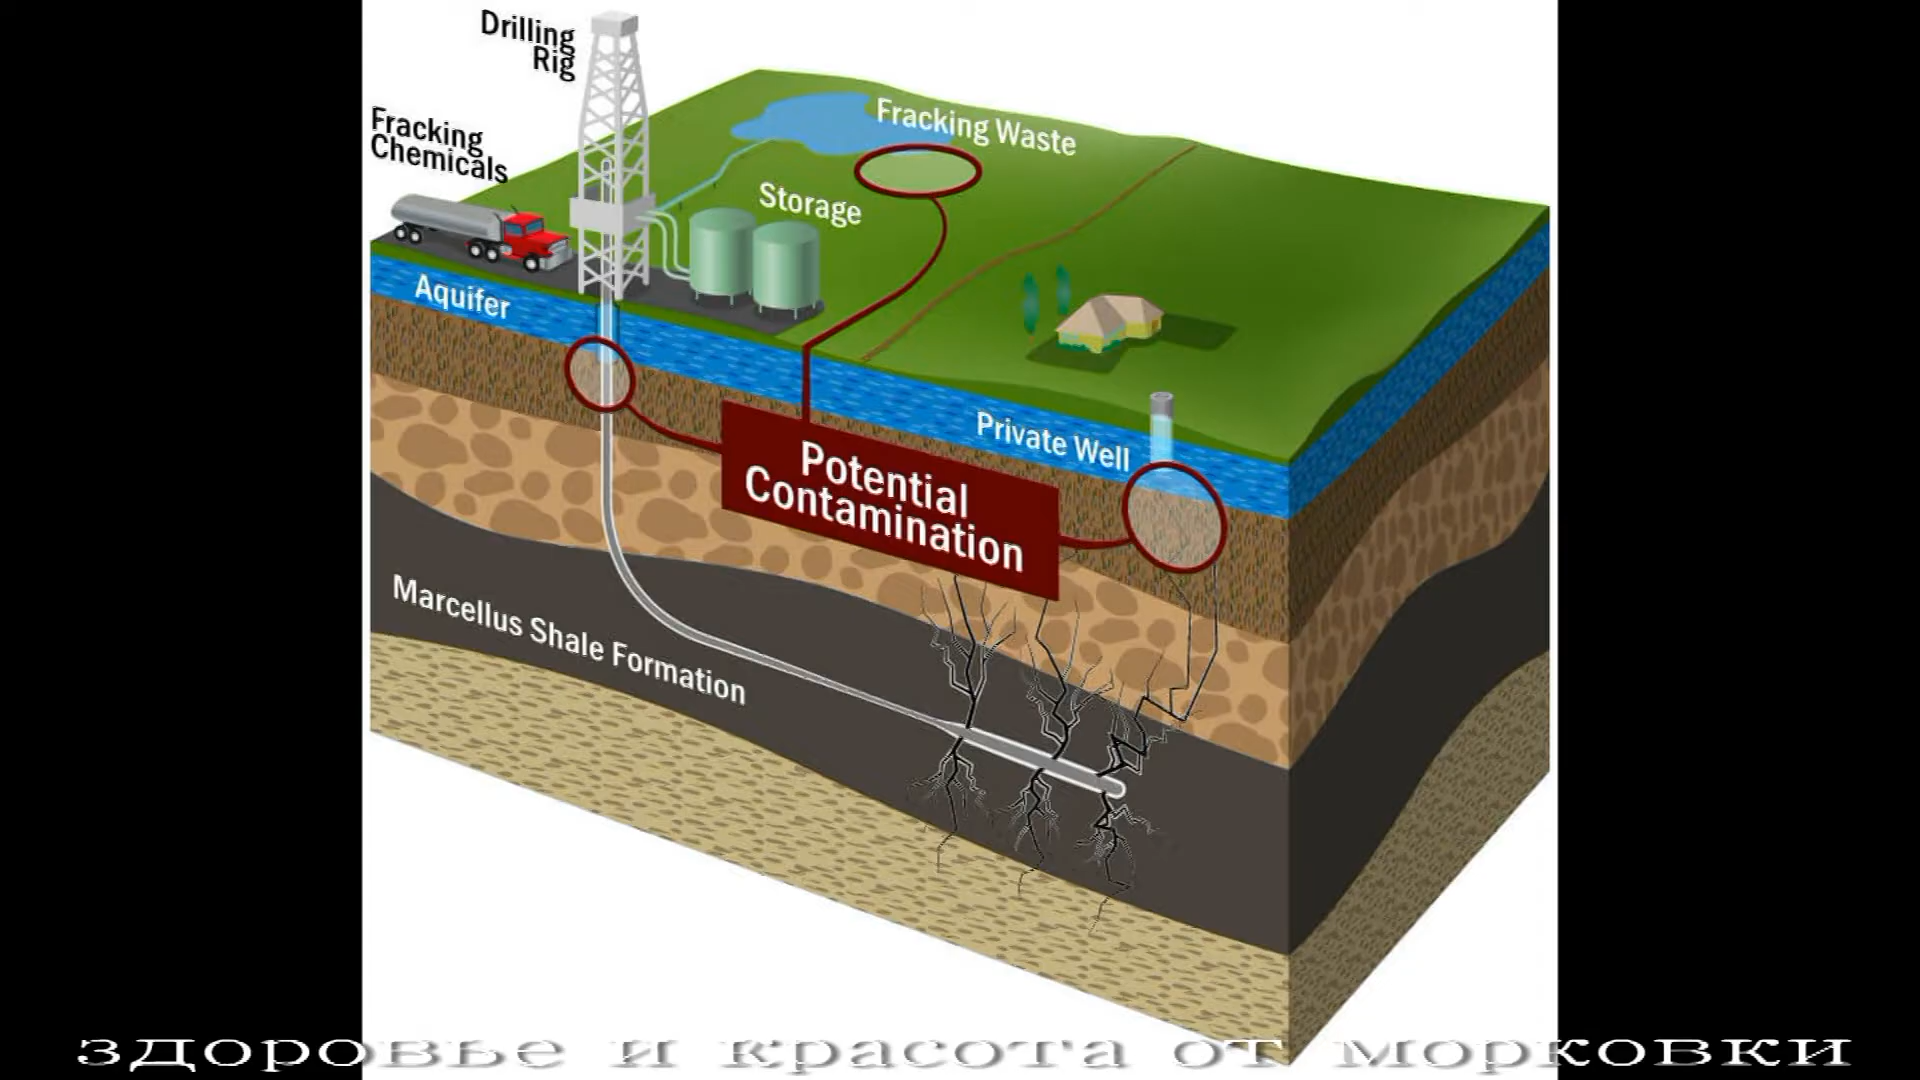 Drilling
Rig
Fracking
Chemicals
Fracking Waste
Storage
Aquifer
Private Well
Potential
Contamination
Marcellus Shale Formation
здоровье и красота от морковки